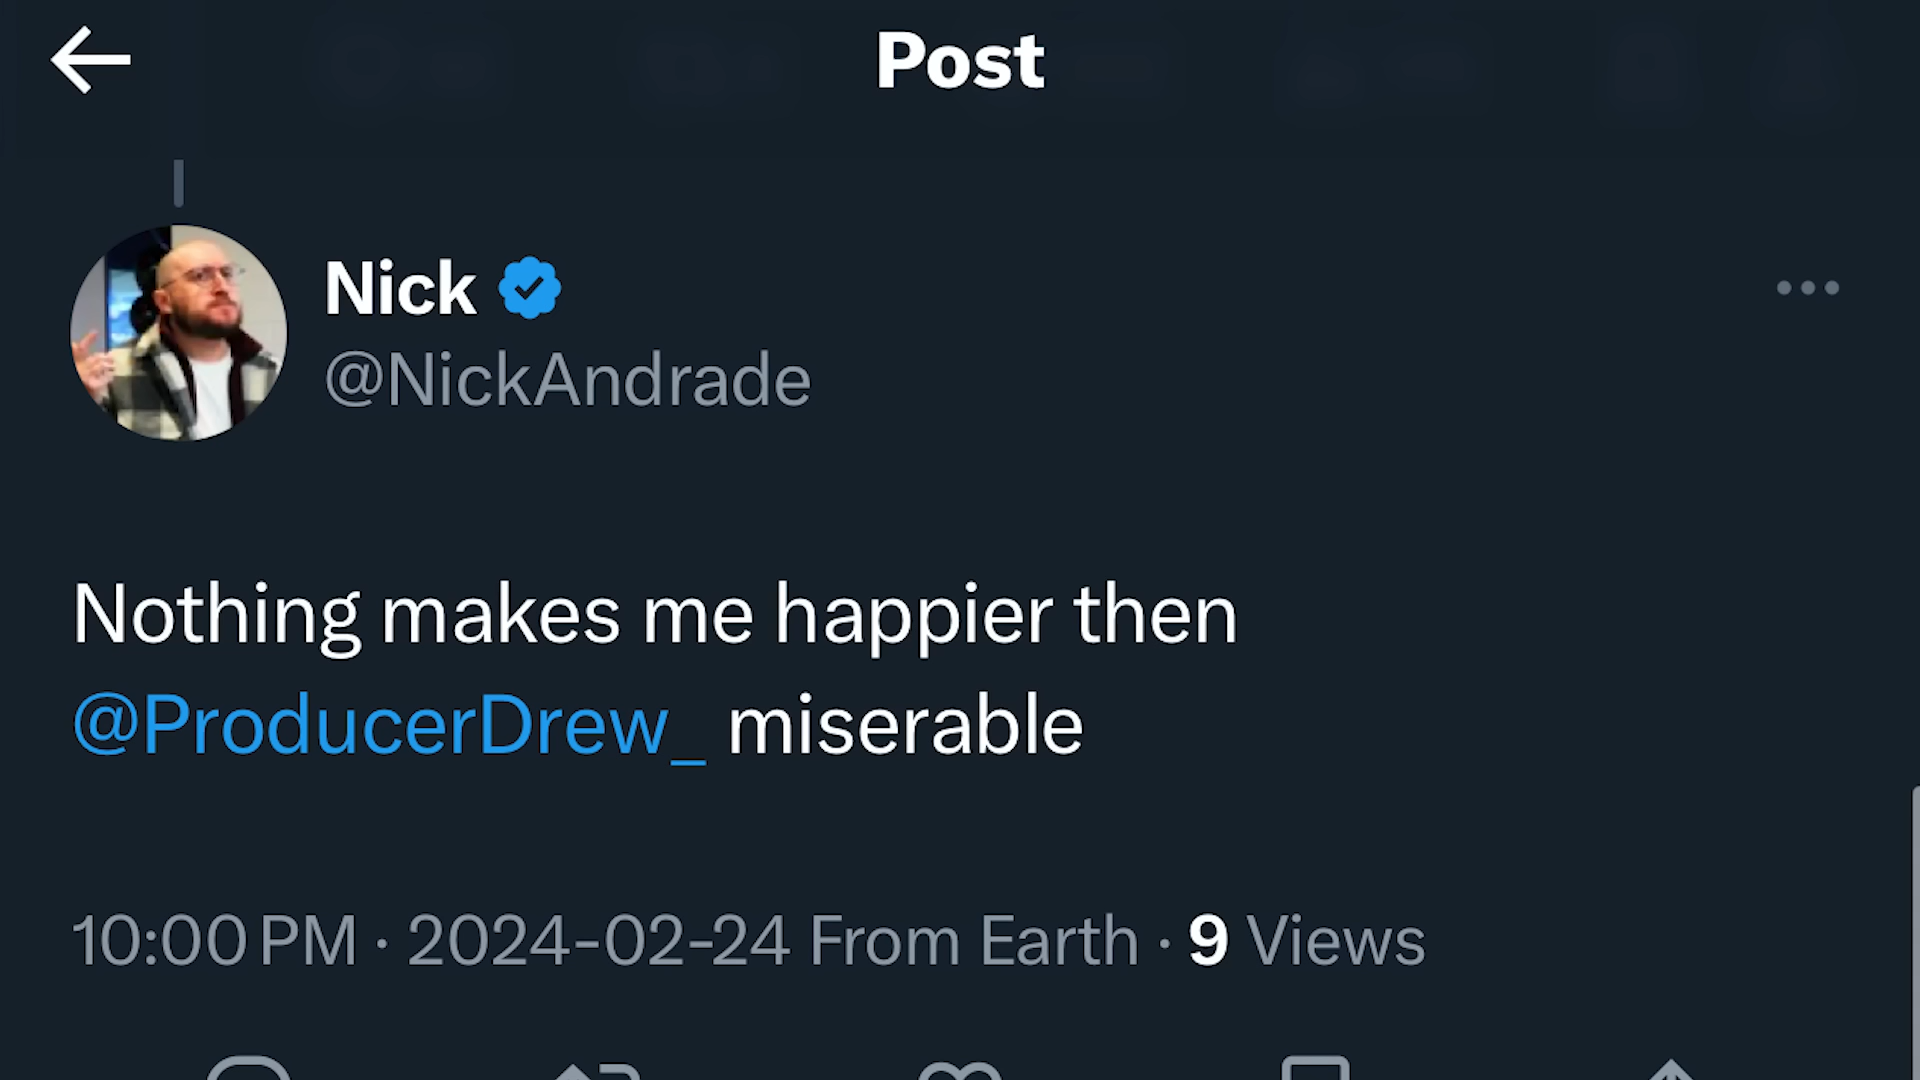 Post
Nick
@NickAndrade
Nothing makes me happier then
@ProducerDrew_ miserable
10:00 PM · 2024-02-24 From Earth · 9 Views